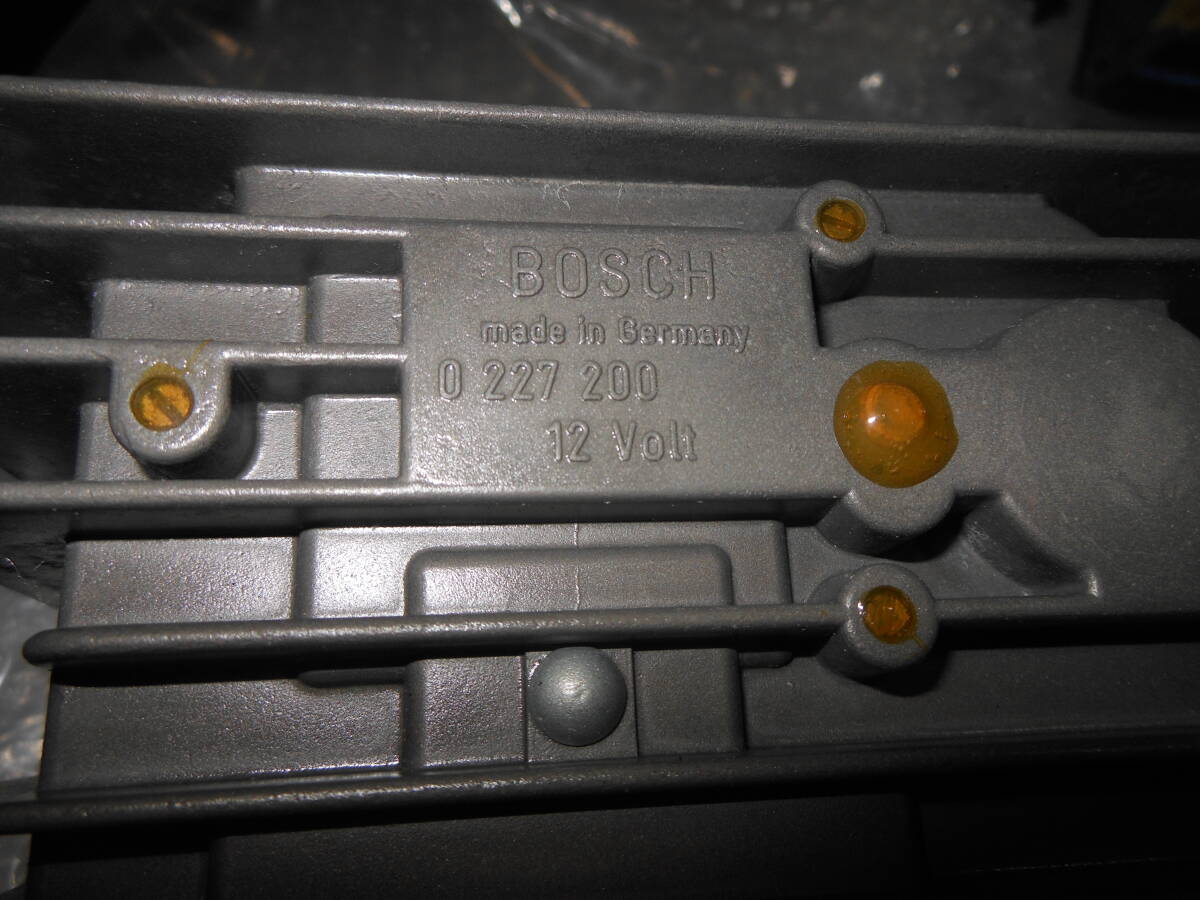 BOSCH
made in Germany
0 227 200
12 Volt